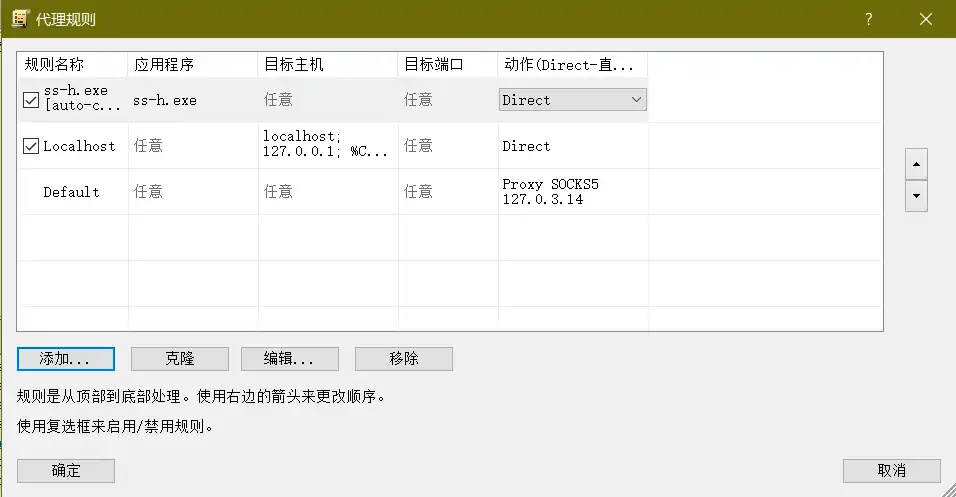 代理规则
规则名称 应用程序 目标主机 目标端口 动作(Direct-直...
ss-h.exe
[auto-c... ss-h.exe 任意 任意 Direct
Localhost 任意 localhost;
127.0.0.1; %C... 任意 Direct
Default 任意 任意 任意 Proxy SOCKS5
127.0.3.14
添加... 克隆 编辑... 移除
规则是从顶部到底部处理。使用右边的箭头来更改顺序。
使用复选框来启用/禁用规则。
确定 取消